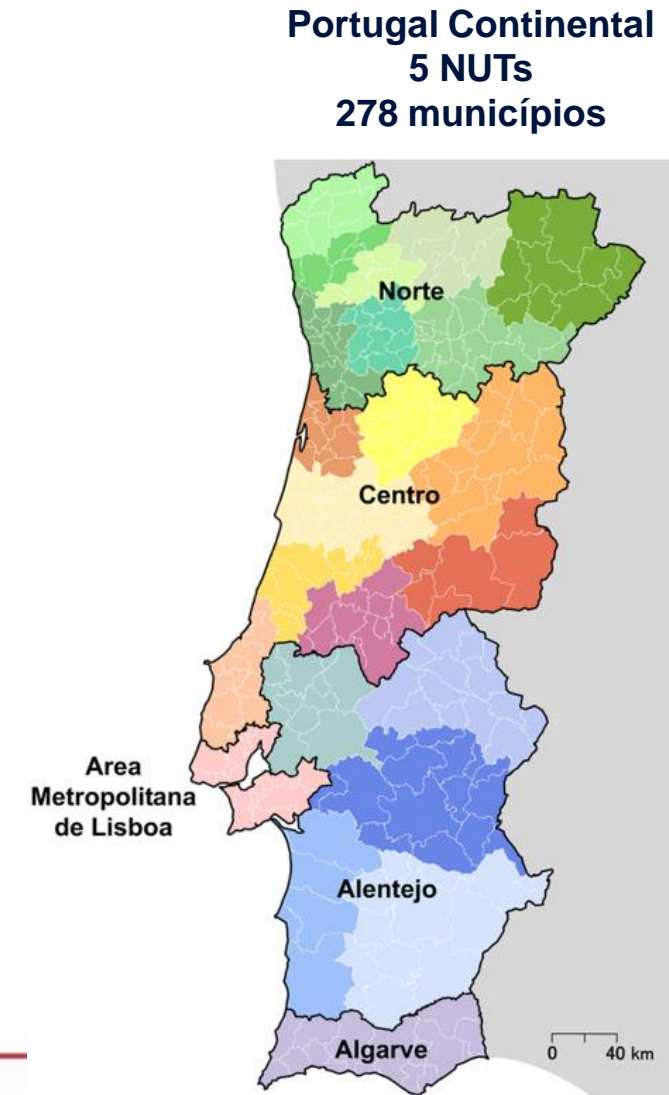 Portugal Continental
5 NUTs
278 municípios
Norte
Centro
Area
Metropolitana
de Lisboa
Alentejo
Algarve
0 40 km